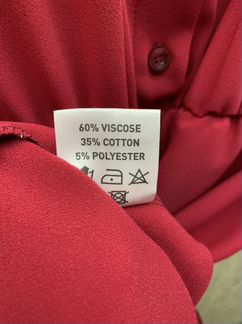 60% VISCOSE
35% COTTON
5% POLYESTER